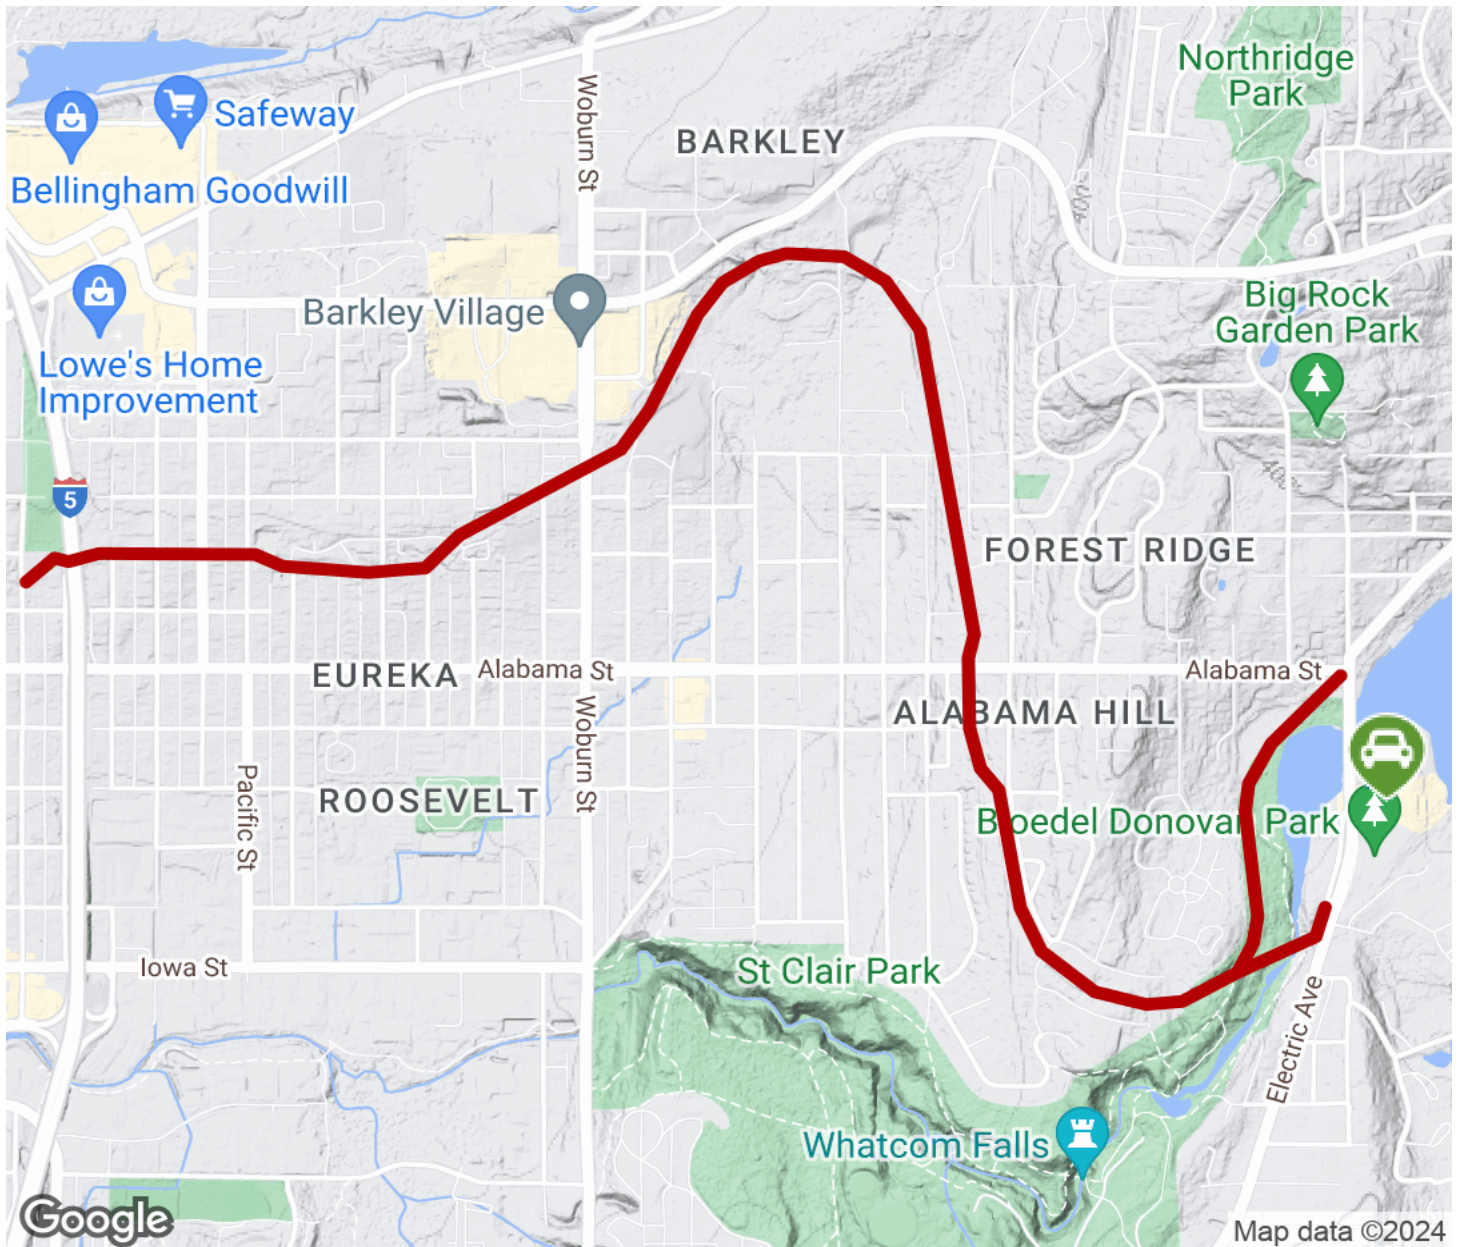 Northridge
Park
Woburn St
Safeway
BARKLEY
Bellingham Goodwill
Big Rock
Garden Park
Barkley Village
Lowe's Home
Improvement
400
5
FOREST RIDGE
EUREKA
Alabama St
Alabama St
ALABAMA HILL
Woburn St
Pacific St
ROOSEVELT
Bloedel Donovan Park
Iowa St
St Clair Park
Electric Ave
Whatcom Falls
Google
Map data ©2024